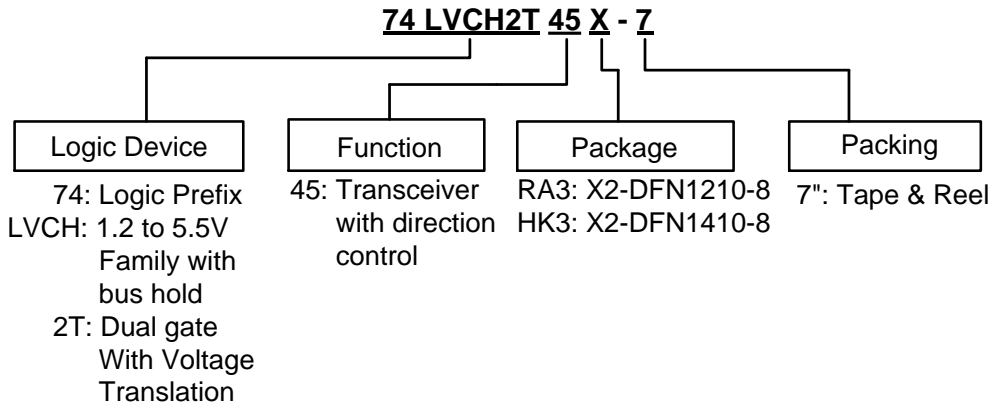 74 LVCH2T 45 X - 7
Logic Device
74: Logic Prefix
LVCH: 1.2 to 5.5V
Family with
bus hold
2T: Dual gate
With Voltage
Translation
Function
45: Transceiver
with direction
control
Package
RA3: X2-DFN1210-8
HK3: X2-DFN1410-8
Packing
7": Tape & Reel